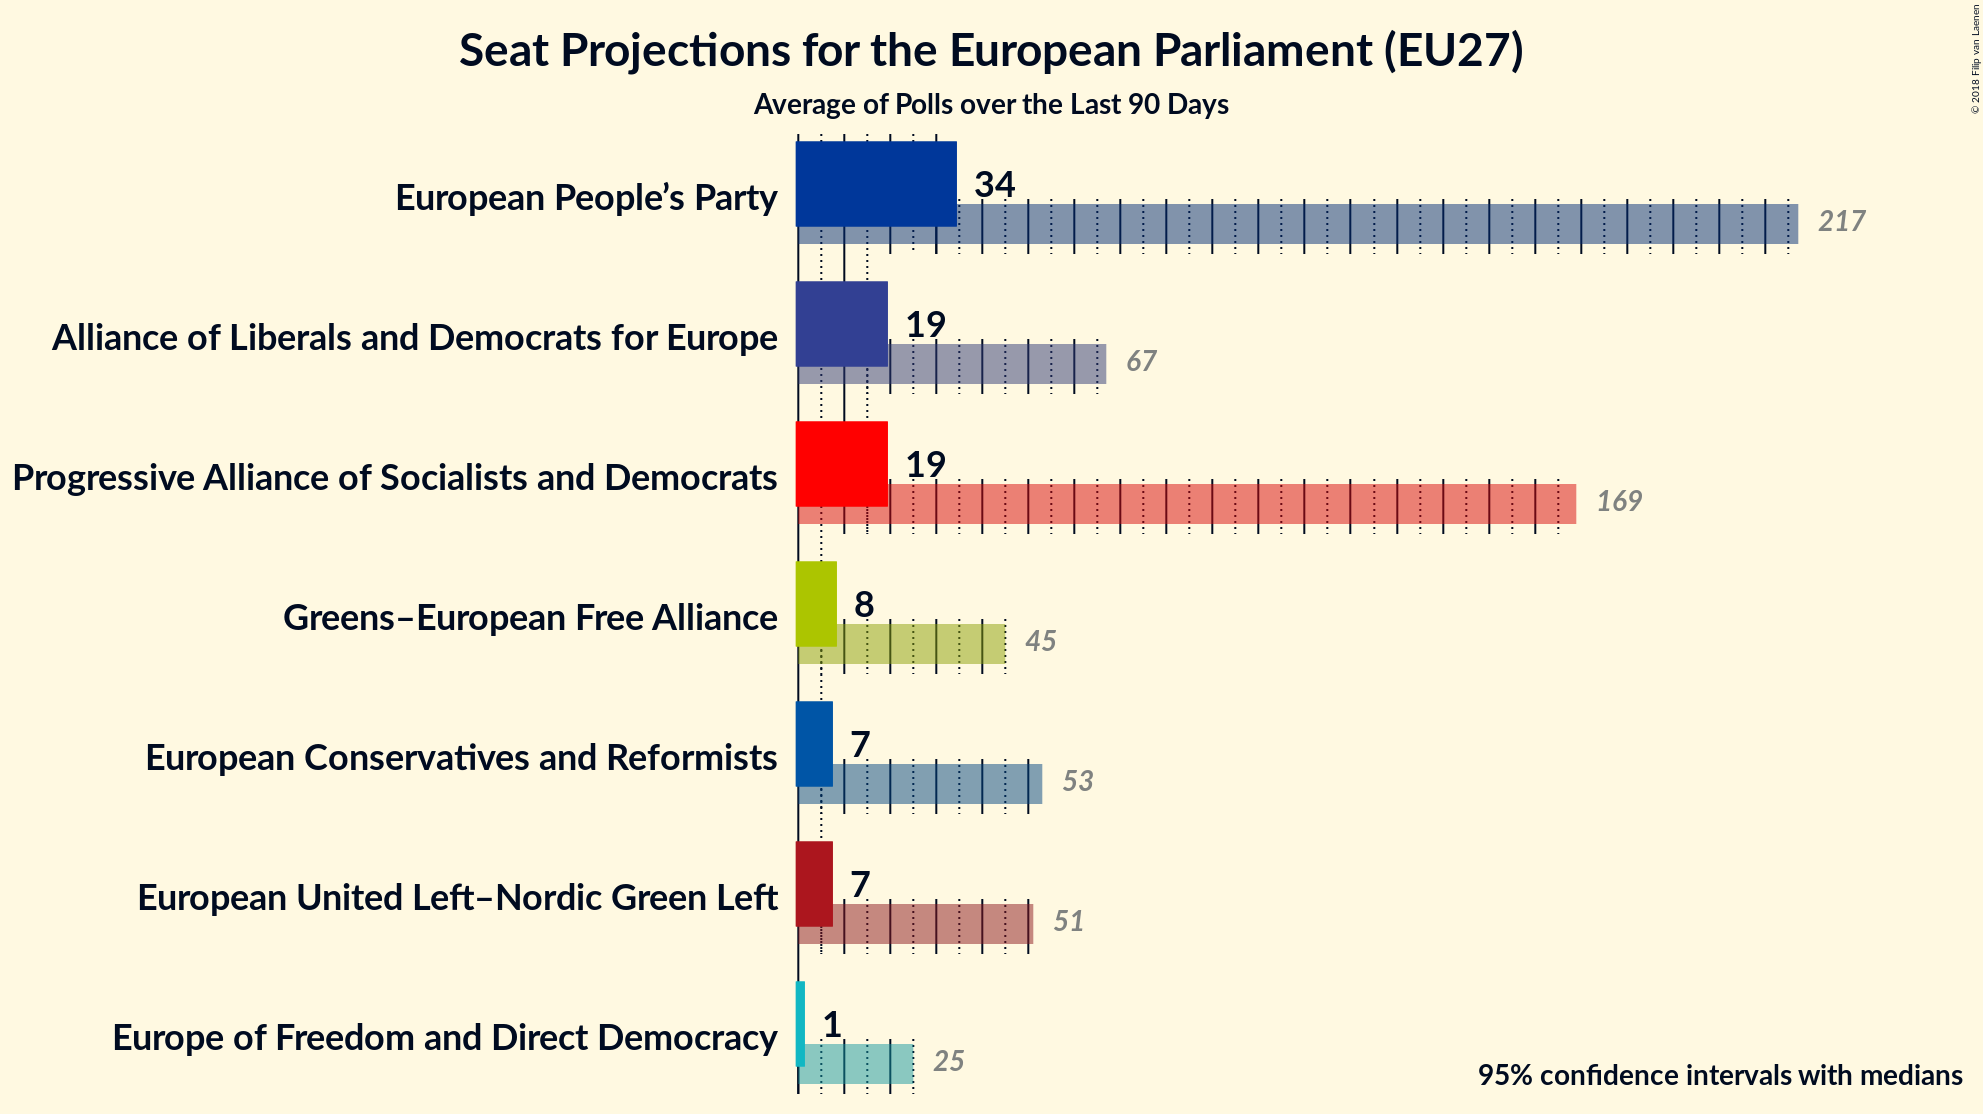 Seat Projections for the European Parliament (EU27)
Average of Polls over the Last 90 Days
© 2018 Filip van Laenen
European People’s Party
34
217
Alliance of Liberals and Democrats for Europe
19
67
Progressive Alliance of Socialists and Democrats
19
169
Greens–European Free Alliance
8
45
European Conservatives and Reformists
7
53
European United Left–Nordic Green Left
7
51
Europe of Freedom and Direct Democracy
1
25
95% confidence intervals with medians